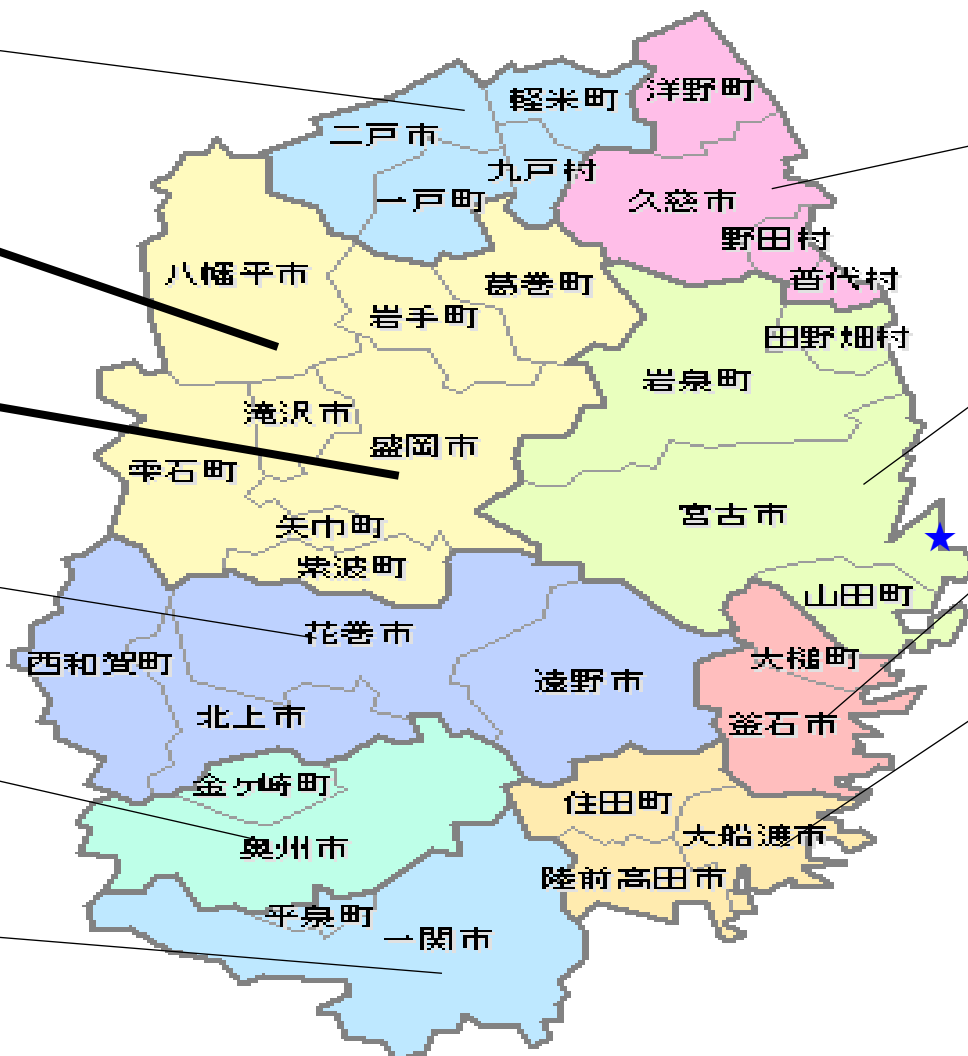 洋野町
軽米町
二戸市
九戸村
一戸町
久慈市
野田村
普代村
八幡平市
葛巻町
岩手町
田野畑村
岩泉町
滝沢市
盛岡市
雫石町
宮古市
矢巾町
紫波町
山田町
花巻市
西和賀町
大槌町
遠野市
北上市
釜石市
金ケ崎町
住田町
大船渡市
奥州市
陸前高田市
平泉町
一関市